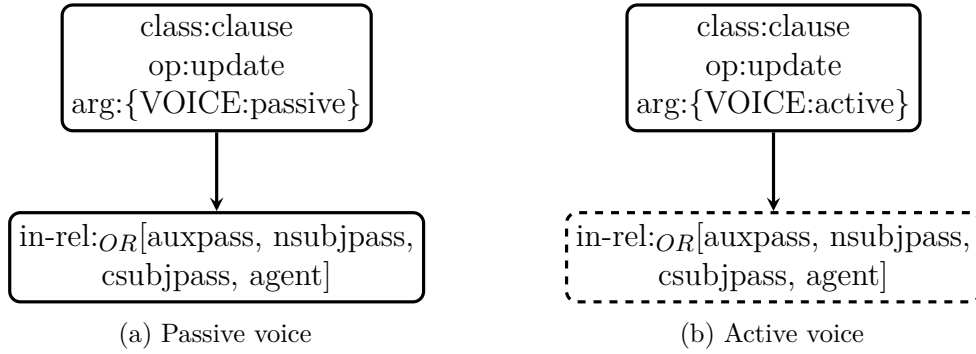 class:clause
op:update
arg:{VOICE:passive}
in-rel:OR[auxpass, nsubjpass,
csubjpass, agent]
(a) Passive voice
class:clause
op:update
arg:{VOICE:active}
in-rel:OR[auxpass, nsubjpass,
csubjpass, agent]
(b) Active voice